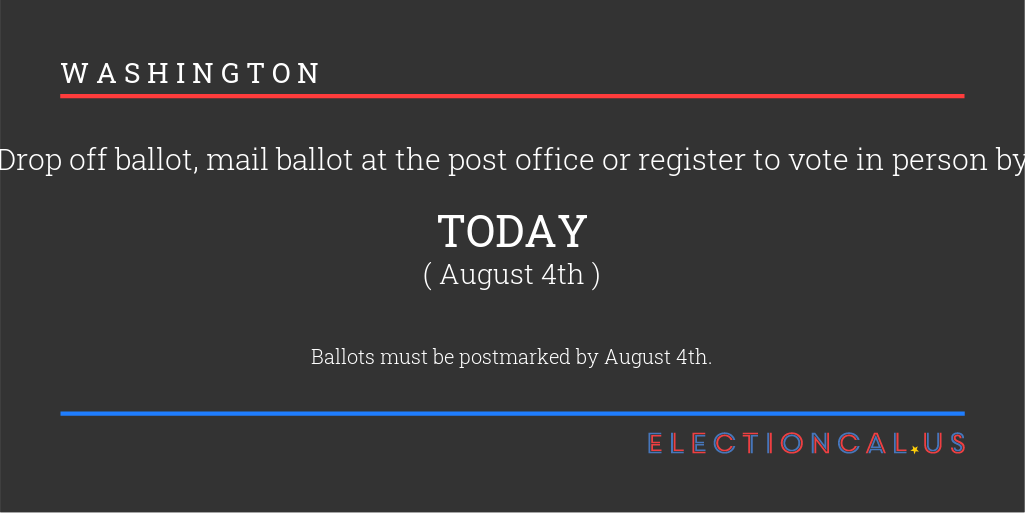 WASHINGTON
Drop off ballot, mail ballot at the post office or register to vote in person by
TODAY
( August 4th )
Ballots must be postmarked by August 4th.
ELECTIONCAL.US